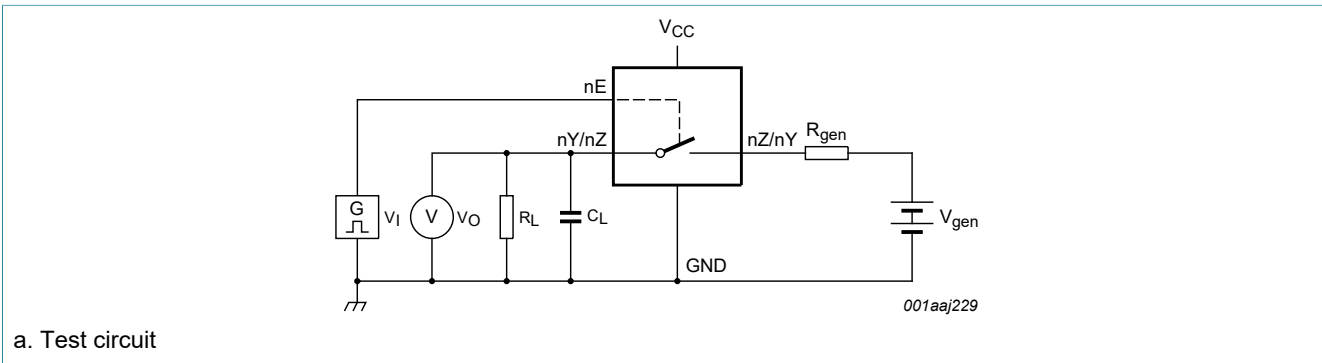 VCC
nE
nY/nZ
nZ/nY
Rgen
G
VI
V
VO
RL
CL
Vgen
GND
001aaj229
a. Test circuit